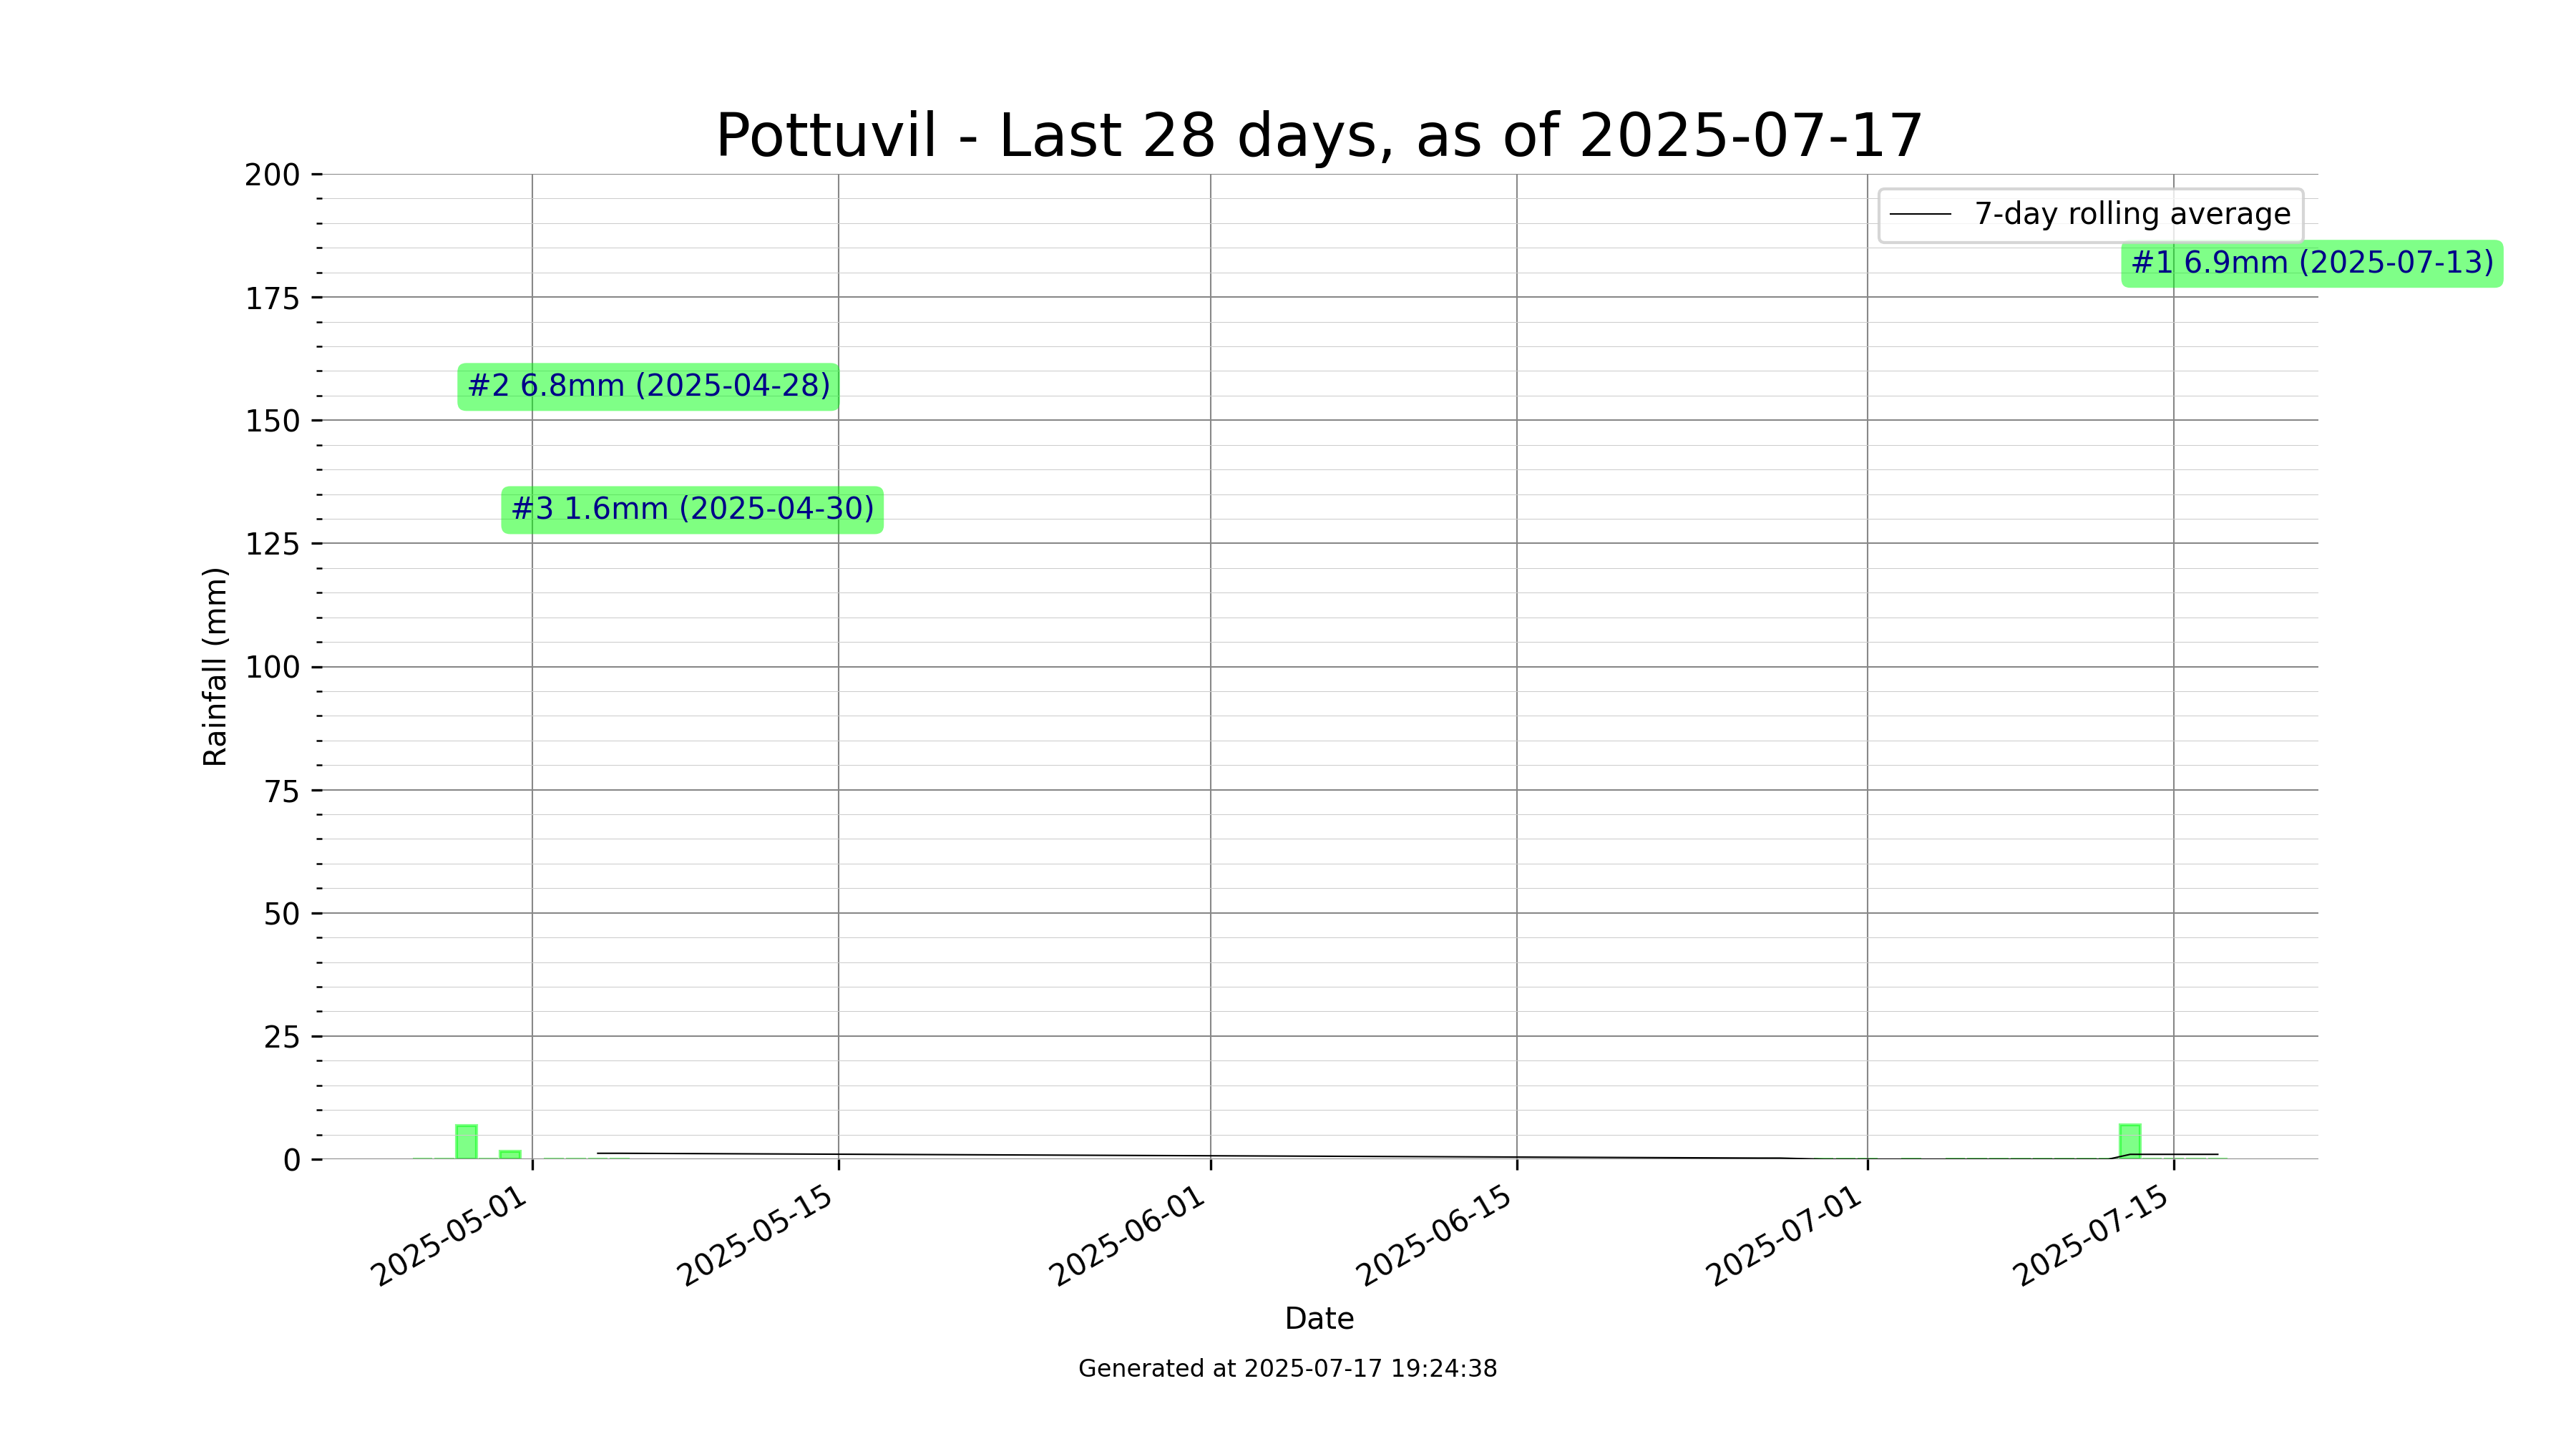 Pottuvil - Last 28 days, as of 2025-07-17
200
175
150
125
100
75
50
25
0
Rainfall (mm)
7-day rolling average
#1 6.9mm (2025-07-13)
#2 6.8mm (2025-04-28)
#3 1.6mm (2025-04-30)
2025-05-01
2025-05-15
2025-06-01
2025-06-15
2025-07-01
2025-07-15
Date
Generated at 2025-07-17 19:24:38